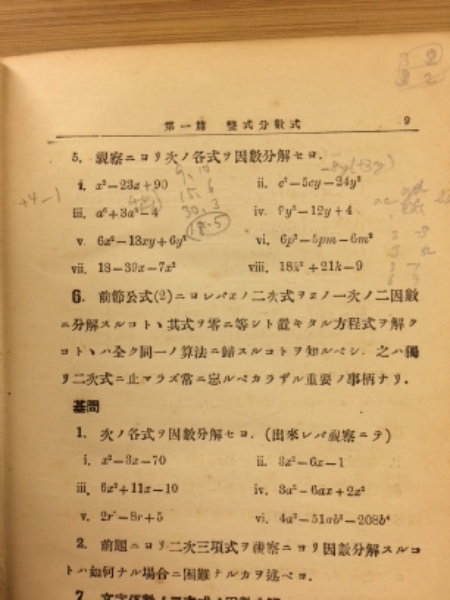 第一篇 整式分數式 9
5. 視察ニヨリ次ノ各式ヲ因數分解セヨ.
i. x²−23x+90 ii. c²−5cy−24y²
iii. a⁶+3a³−4 iv. 9y²−12y+4
v. 6x²−13xy+6y² vi. 6p²−5pm−6m²
vii. 18−39x−7x² viii. 18k²+21k−9
6. 前節公式(2)ニヨレバxノ二次式ヲxノ一次ノ二因數
ニ分解スルコトヽ其式ヲ零ニ等シト置キタル方程式ヲ解ク
コトヽハ全ク同一ノ算法ニ歸スルコトヲ知ルベシ. 之ハ獨
リ二次式ニ止マラズ常ニ忘ルベカラザル重要ノ事柄ナリ.
基問
1. 次ノ各式ヲ因數分解セヨ. (出來レバ視察ニテ)
i. x²−3x−70 ii. 3x²−6x−1
iii. 6x²+11x−10 iv. 3a²−6ax+2x²
v. 2r²−8r+5 vi. 4a²−51ab²−208b⁴
2. 前題ニヨリ二次三項式ヲ視察ニヨリ因數分解スルコ
トハ如何ナル場合ニ困難ナルカヲ述ベヨ.